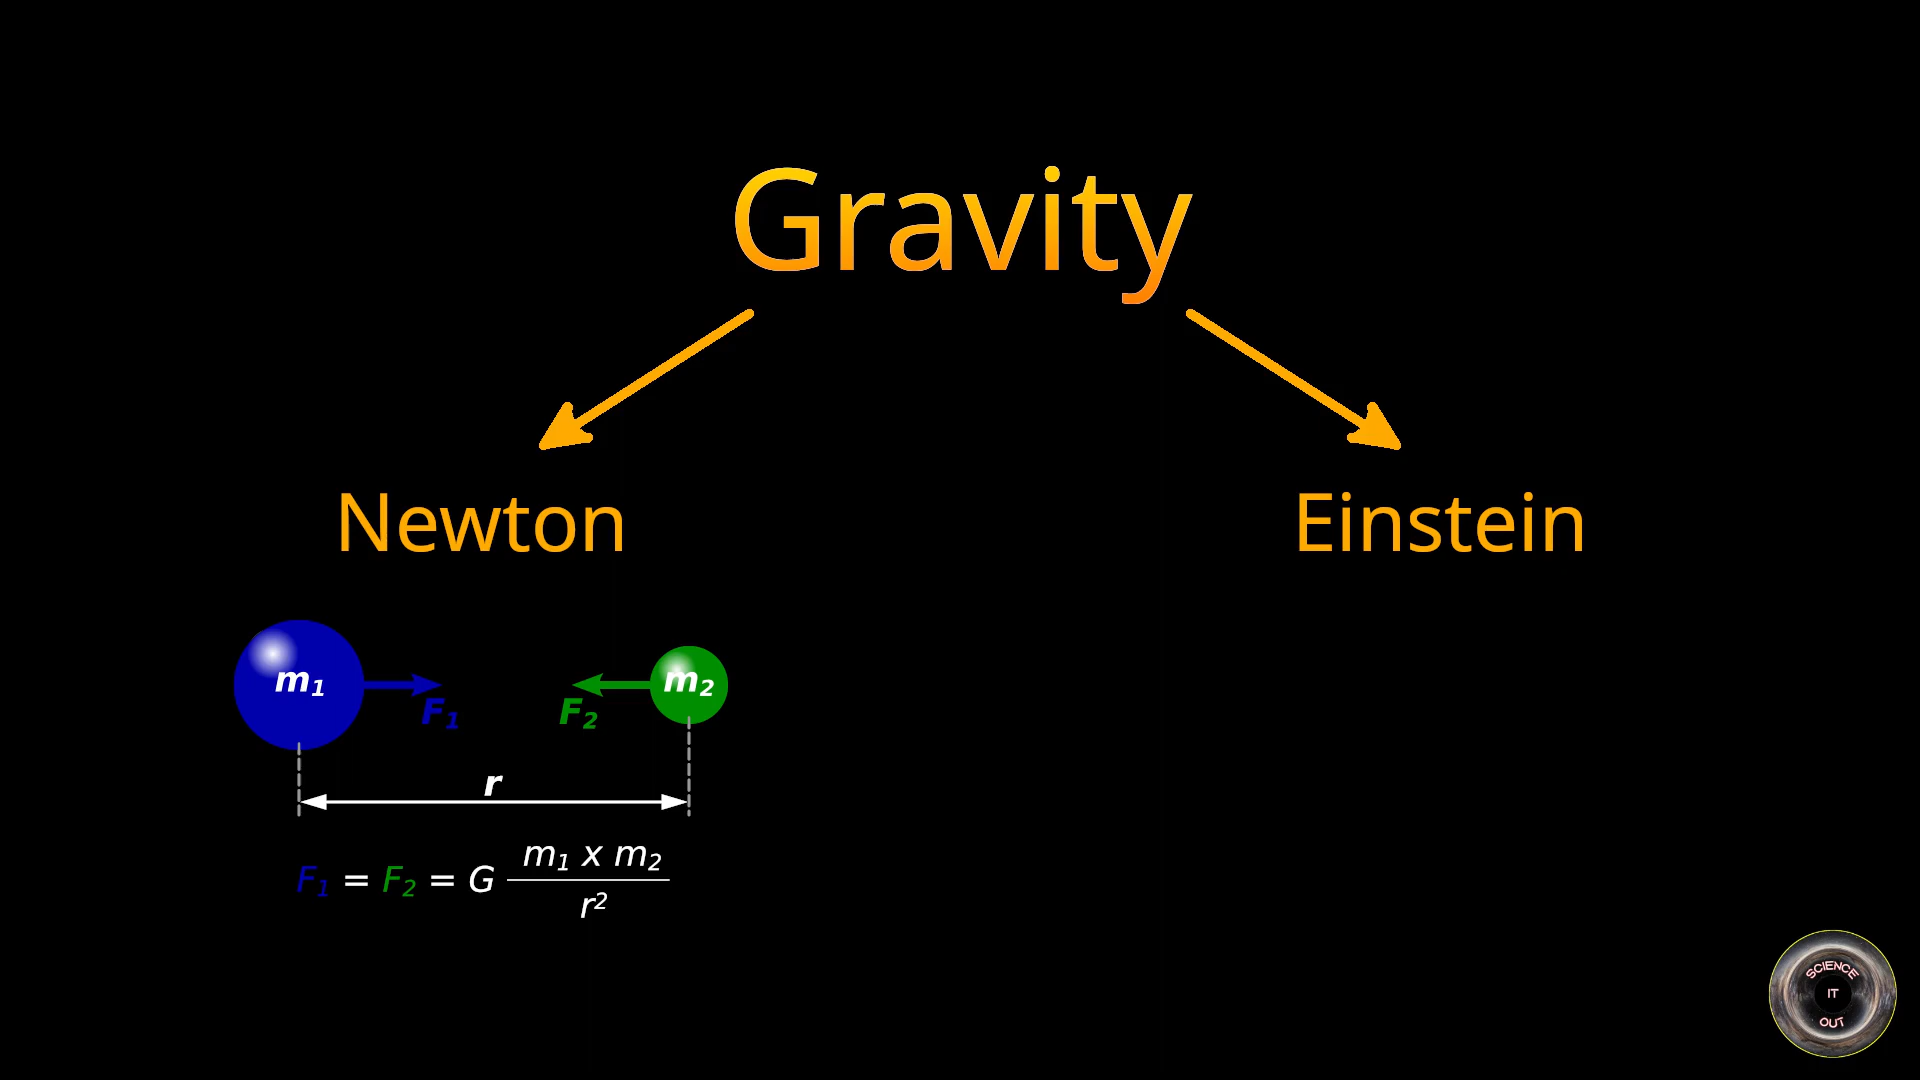 Gravity
Newton
Einstein
m₁
m₂
F₁
F₂
r
F₁ = F₂ = G m₁ x m₂ / r²
SCIENCE
IT
OUT